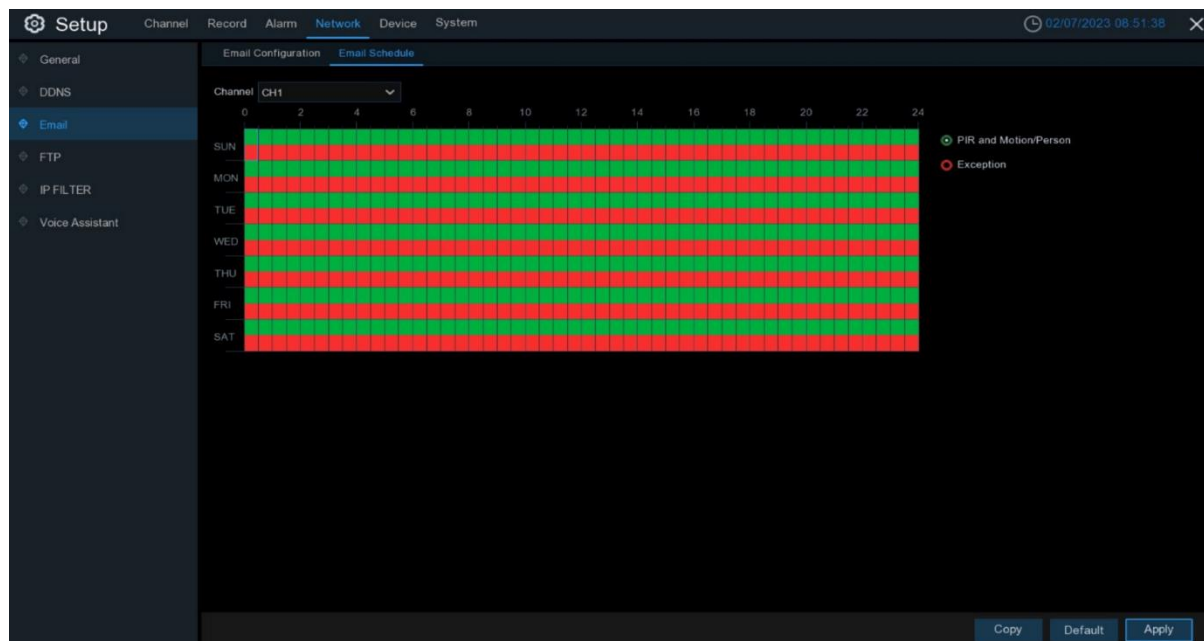 Setup Channel Record Alarm Network Device System 02/07/2023 08:51:38
General
DDNS
Email
FTP
IP FILTER
Voice Assistant
Email Configuration Email Schedule
Channel CH1
0 2 4 6 8 10 12 14 16 18 20 22 24
SUN
MON
TUE
WED
THU
FRI
SAT
PIR and Motion/Person
Exception
Copy Default Apply